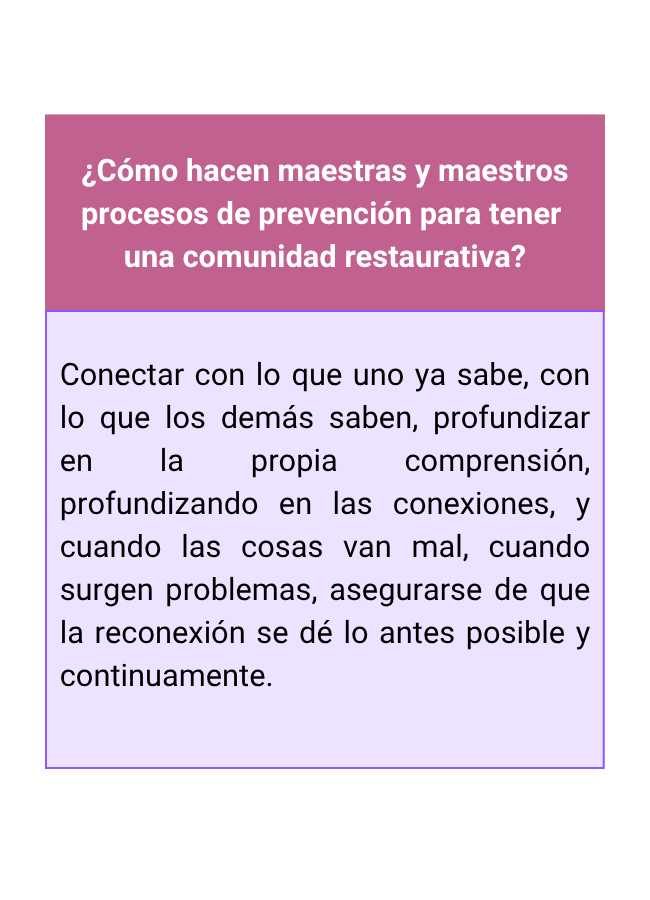 ¿Cómo hacen maestras y maestros
procesos de prevención para tener
una comunidad restaurativa?
Conectar con lo que uno ya sabe, con
lo que los demás saben, profundizar
en la propia comprensión,
profundizando en las conexiones, y
cuando las cosas van mal, cuando
surgen problemas, asegurarse de que
la reconexión se dé lo antes posible y
continuamente.